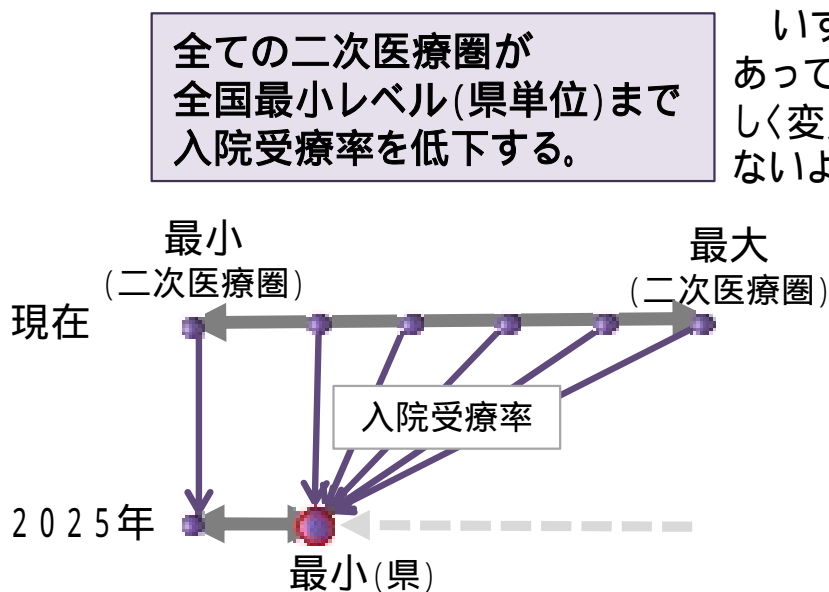 全ての二次医療圏が
全国最小レベル(県単位)まで
入院受療率を低下する。
いず
あって
しく変
ないよ
最小
(二次医療圏)
最大
(二次医療圏)
現在
入院受療率
2025年
最小(県)